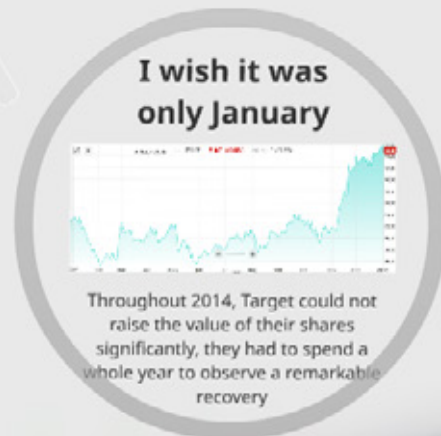 I wish it was
only January
Throughout 2014, Target could not
raise the value of their shares
significantly, they had to spend a
whole year to observe a remarkable
recovery